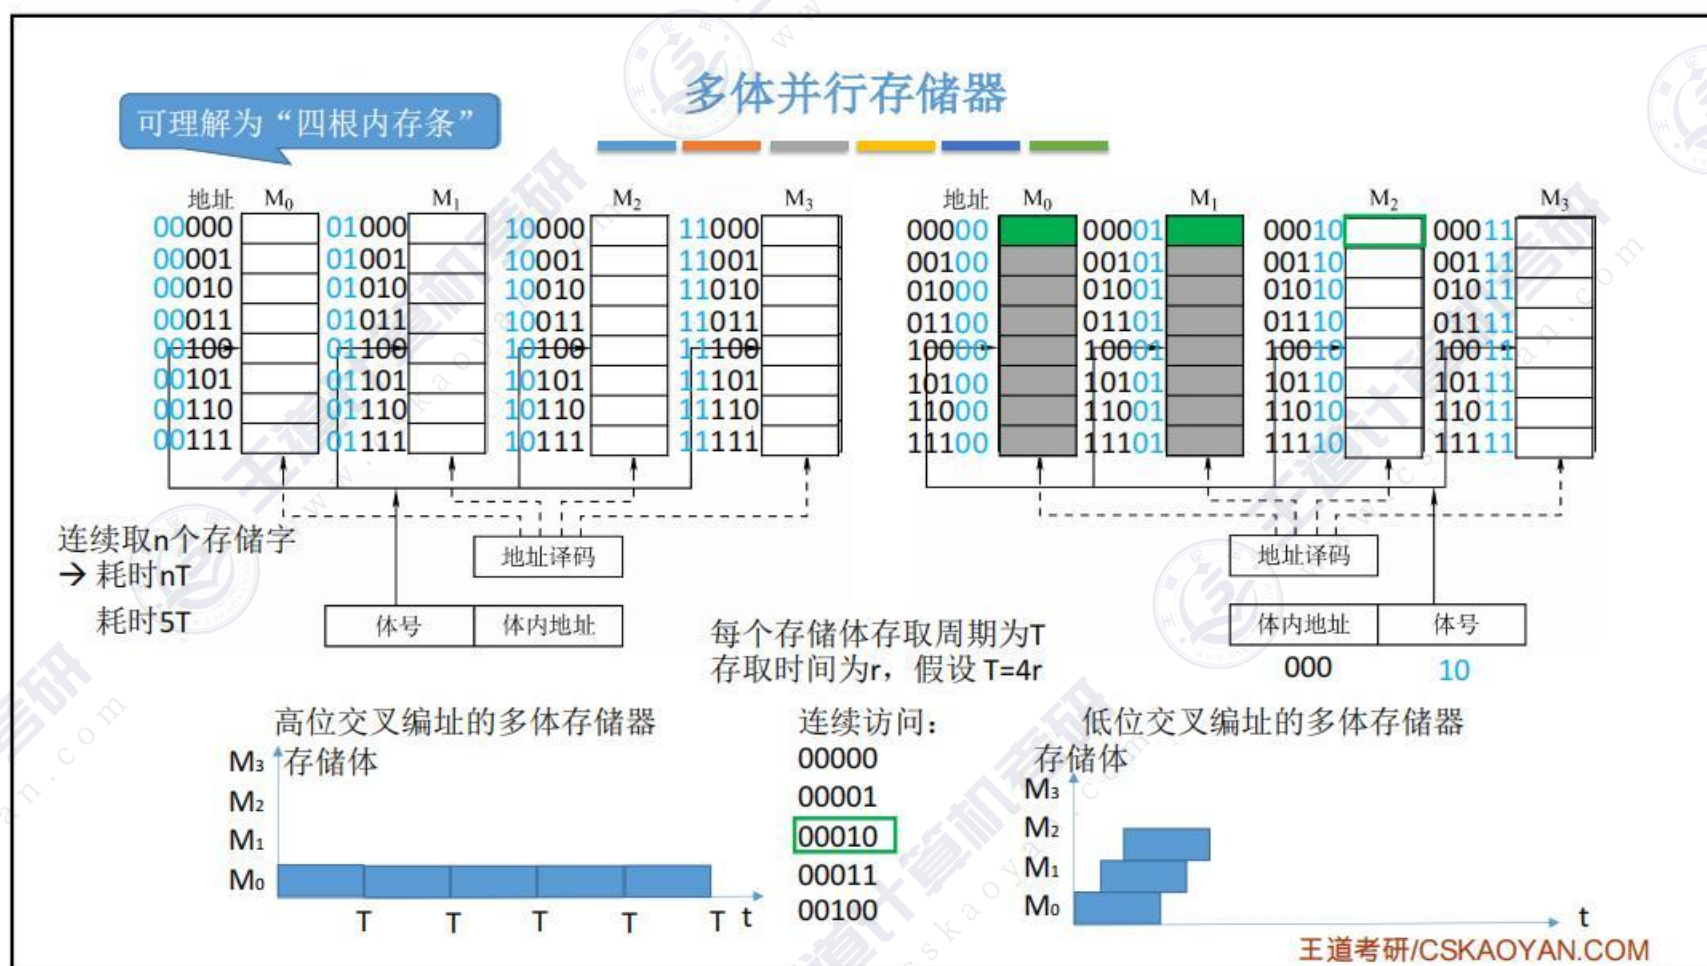 多体并行存储器
可理解为“四根内存条”
地址 M₀ M₁ M₂ M₃
00000 01000 10000 11000
00001 01001 10001 11001
00010 01010 10010 11010
00011 01011 10011 11011
00100 01100 10100 11100
00101 01101 10101 11101
00110 01110 10110 11110
00111 01111 10111 11111
地址译码
体号 体内地址
连续取n个存储字
→ 耗时nT
耗时5T
地址 M₀ M₁ M₂ M₃
00000 00001 00010 00011
00100 00101 00110 00111
01000 01001 01010 01011
01100 01101 01110 01111
10000 10001 10010 10011
10100 10101 10110 10111
11000 11001 11010 11011
11100 11101 11110 11111
地址译码
体内地址 体号
000 10
每个存储体存取周期为T
存取时间为r，假设 T=4r
高位交叉编址的多体存储器
存储体
M₃
M₂
M₁
M₀
T T T T T t
连续访问：
00000
00001
00010
00011
00100
低位交叉编址的多体存储器
存储体
M₃
M₂
M₁
M₀
t
王道考研/CSKAOYAN.COM